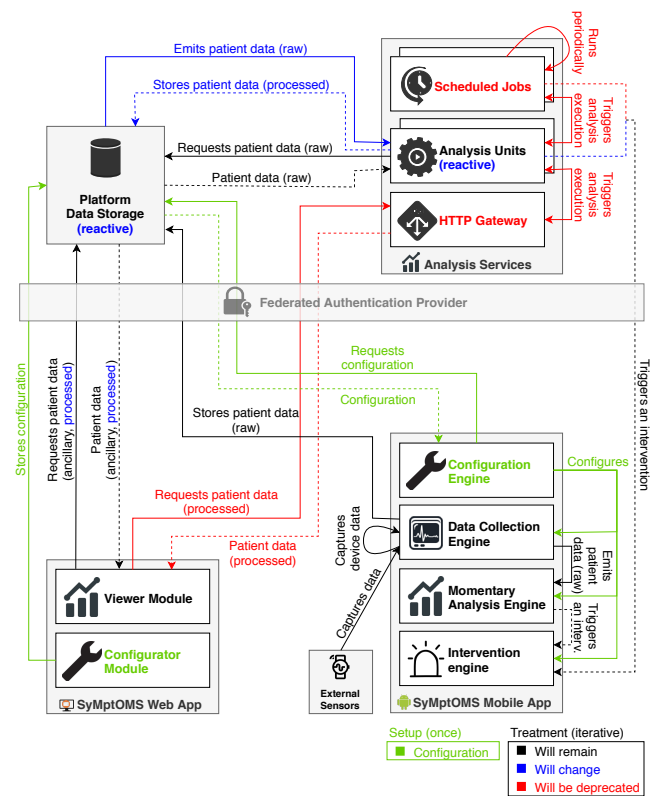 Emits patient data (raw)
Stores patient data (processed)
Requests patient data (raw)
Patient data (raw)
Platform
Data Storage
(reactive)
Runs
periodically
Scheduled Jobs
Triggers
analysis
execution
Analysis Units
(reactive)
Triggers
analysis
execution
HTTP Gateway
Analysis Services
Federated Authentication Provider
Stores configuration
Requests patient data
(ancillary, processed)
Patient data
(ancillary, processed)
Requests
configuration
Configuration
Stores patient data
(raw)
Triggers an intervention
Configuration
Engine
Configures
Requests patient data
(processed)
Captures
device data
Data Collection
Engine
Emits
patient
data (raw)
Patient data
(processed)
Captures data
Viewer Module
Momentary
Analysis Engine
Triggers
an interv.
Configurator
Module
Intervention
engine
External
Sensors
SyMptOMS Web App
SyMptOMS Mobile App
Setup (once)
Configuration
Treatment (iterative)
Will remain
Will change
Will be deprecated